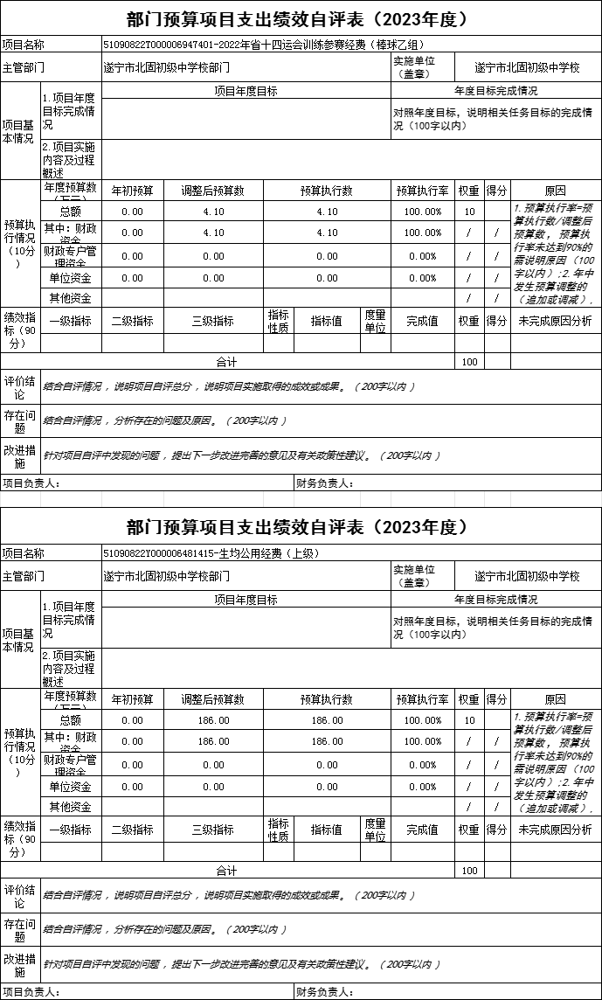 部门预算项目支出绩效自评表（2023年度）
项目名称 51090822T000006947401-2022年省十四运会训练参赛经费（棒球乙组）
主管部门 遂宁市北固初级中学校部门 实施单位（盖章） 遂宁市北固初级中学校
项目基本情况
1.项目年度目标完成情况
项目年度目标 年度目标完成情况
对照年度目标，说明相关任务目标的完成情况（100字以内）
2.项目实施内容及过程概述
预算执行情况（10分）
年度预算数 年初预算 调整后预算数 预算执行数 预算执行率 权重 得分 原因
总额 0.00 4.10 4.10 100.00% 10
其中：财政资金 0.00 4.10 4.10 100.00% / /
财政专户管理资金 0.00 0.00 0.00 0.00% / /
单位资金 0.00 0.00 0.00 0.00% / /
其他资金 / /
1.预算执行率=预算执行数/调整后预算数，预算执行率未达到90%的需说明原因（100字以内）；2.年中发生预算调整的（追加或调减），
绩效指标（90分）
一级指标 二级指标 三级指标 指标性质 指标值 度量单位 完成值 权重 得分 未完成原因分析
合计 100
评价结论 结合自评情况，说明项目自评总分，说明项目实施取得的成效或成果。（200字以内）
存在问题 结合自评情况，分析存在的问题及原因。（200字以内）
改进措施 针对项目自评中发现的问题，提出下一步改进完善的意见及有关政策性建议。（200字以内）
项目负责人： 财务负责人：
部门预算项目支出绩效自评表（2023年度）
项目名称 51090822Y000006481415-生均公用经费（上级）
主管部门 遂宁市北固初级中学校部门 实施单位（盖章） 遂宁市北固初级中学校
项目基本情况
1.项目年度目标完成情况
项目年度目标 年度目标完成情况
对照年度目标，说明相关任务目标的完成情况（100字以内）
2.项目实施内容及过程概述
预算执行情况（10分）
年度预算数 年初预算 调整后预算数 预算执行数 预算执行率 权重 得分 原因
总额 0.00 186.00 186.00 100.00% 10
其中：财政资金 0.00 186.00 186.00 100.00% / /
财政专户管理资金 0.00 0.00 0.00 0.00% / /
单位资金 0.00 0.00 0.00 0.00% / /
其他资金 / /
1.预算执行率=预算执行数/调整后预算数，预算执行率未达到90%的需说明原因（100字以内）；2.年中发生预算调整的（追加或调减），
绩效指标（90分）
一级指标 二级指标 三级指标 指标性质 指标值 度量单位 完成值 权重 得分 未完成原因分析
合计 100
评价结论 结合自评情况，说明项目自评总分，说明项目实施取得的成效或成果。（200字以内）
存在问题 结合自评情况，分析存在的问题及原因。（200字以内）
改进措施 针对项目自评中发现的问题，提出下一步改进完善的意见及有关政策性建议。（200字以内）
项目负责人： 财务负责人：